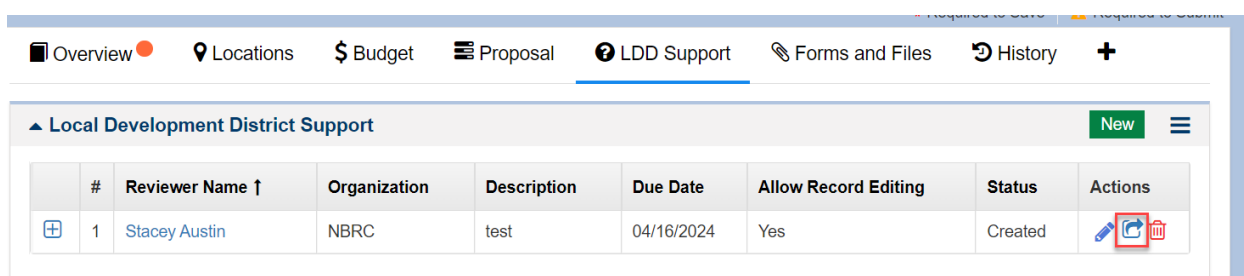 Required to Save Required to Submit
Overview Locations $ Budget Proposal LDD Support Forms and Files History
Local Development District Support New
# Reviewer Name ↑ Organization Description Due Date Allow Record Editing Status Actions
1 Stacey Austin NBRC test 04/16/2024 Yes Created